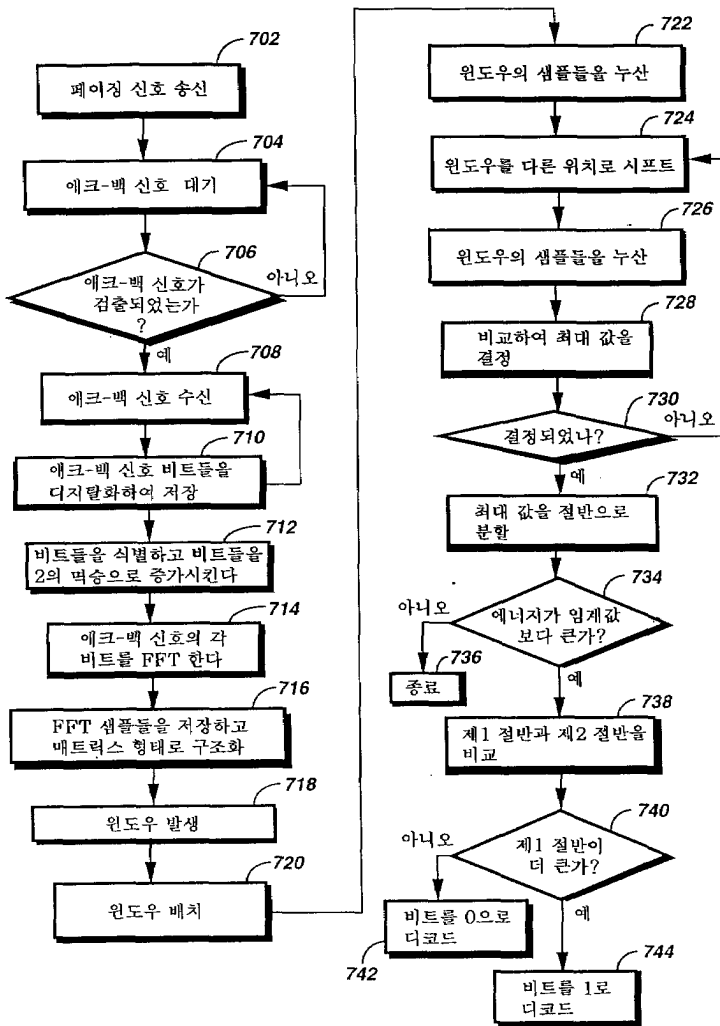 702
페이징 신호 송신
704
애크-백 신호 대기
706
애크-백 신호가
검출되었는가
?
아니오
예
708
애크-백 신호 수신
710
애크-백 신호 비트들을
디지탈화하여 저장
712
비트들을 식별하고 비트들을
2의 멱승으로 증가시킨다
714
애크-백 신호의 각
비트를 FFT 한다
716
FFT 샘플들을 저장하고
매트릭스 형태로 구조화
718
윈도우 발생
720
윈도우 배치
722
윈도우의 샘플들을 누산
724
윈도우를 다른 위치로 시프트
726
윈도우의 샘플들을 누산
728
비교하여 최대 값을
결정
730
결정되었나?
아니오
예
732
최대 값을 절반으로
분할
734
에너지가 임계값
보다 큰가?
아니오
736
종료
예
738
제1 절반과 제2 절반을
비교
740
제1 절반이
더 큰가?
아니오
비트를 0으로
디코드
742
예
744
비트를 1로
디코드